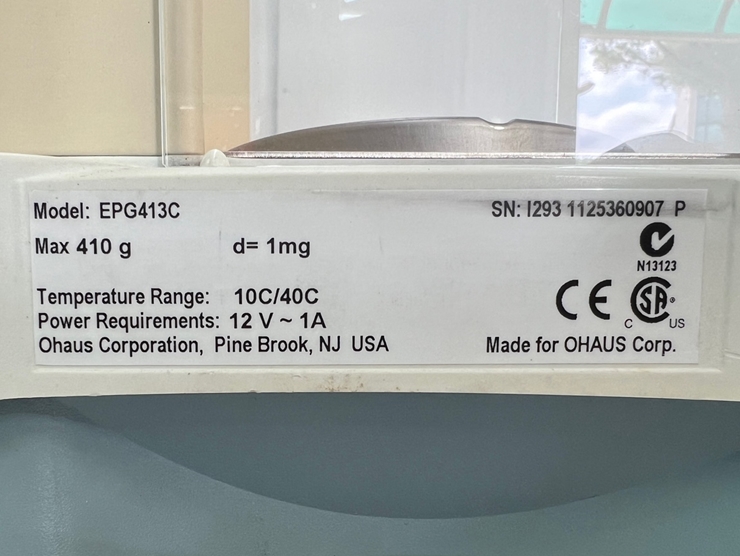 Model: EPG413C
SN: I293 1125360907 P
Max 410 g d= 1mg
N13123
Temperature Range: 10C/40C
CE
C SA® US
Power Requirements: 12 V ~ 1A
Ohaus Corporation, Pine Brook, NJ USA
Made for OHAUS Corp.